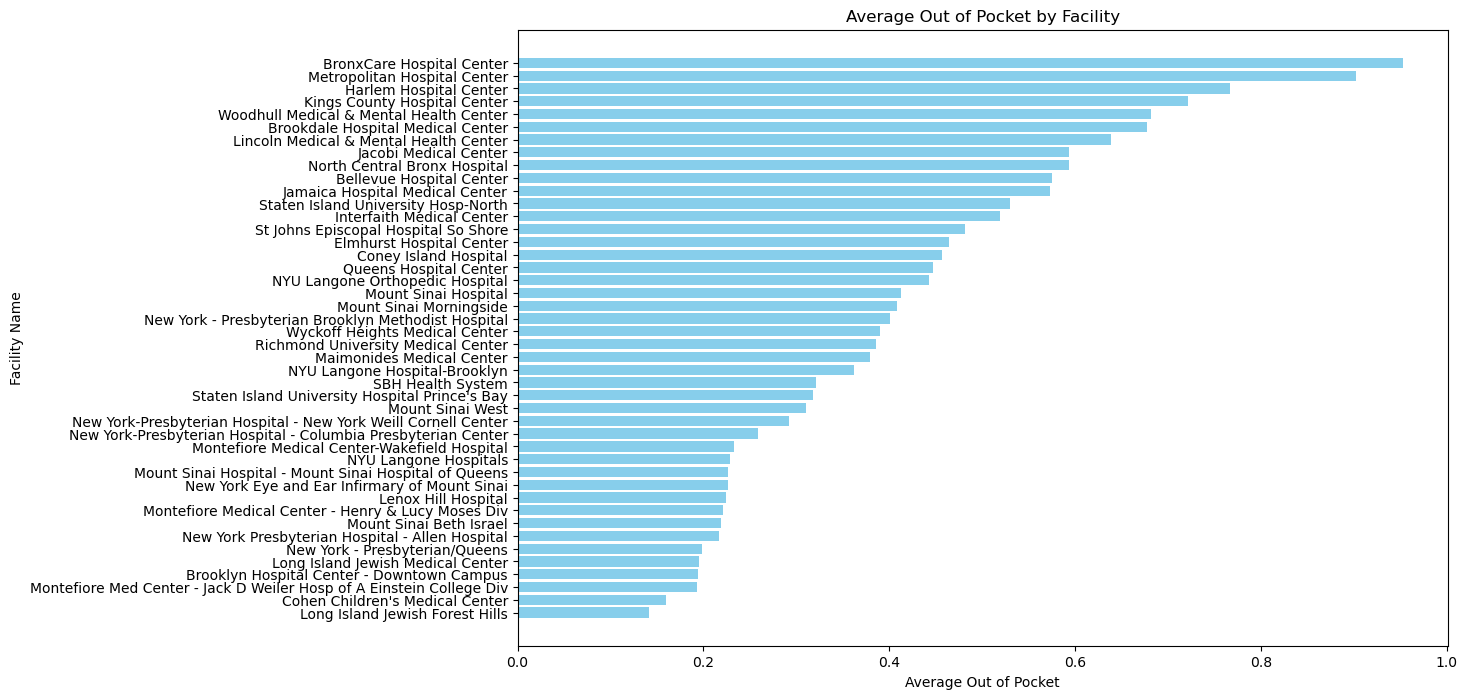 Average Out of Pocket by Facility
BronxCare Hospital Center
Metropolitan Hospital Center
Harlem Hospital Center
Kings County Hospital Center
Woodhull Medical & Mental Health Center
Brookdale Hospital Medical Center
Lincoln Medical & Mental Health Center
Jacobi Medical Center
North Central Bronx Hospital
Bellevue Hospital Center
Jamaica Hospital Medical Center
Staten Island University Hosp-North
Interfaith Medical Center
St Johns Episcopal Hospital So Shore
Elmhurst Hospital Center
Coney Island Hospital
Queens Hospital Center
NYU Langone Orthopedic Hospital
Mount Sinai Hospital
Mount Sinai Morningside
New York - Presbyterian Brooklyn Methodist Hospital
Wyckoff Heights Medical Center
Richmond University Medical Center
Maimonides Medical Center
NYU Langone Hospital-Brooklyn
SBH Health System
Staten Island University Hospital Prince's Bay
Mount Sinai West
New York-Presbyterian Hospital - New York Weill Cornell Center
New York-Presbyterian Hospital - Columbia Presbyterian Center
Montefiore Medical Center-Wakefield Hospital
NYU Langone Hospitals
Mount Sinai Hospital - Mount Sinai Hospital of Queens
New York Eye and Ear Infirmary of Mount Sinai
Lenox Hill Hospital
Montefiore Medical Center - Henry & Lucy Moses Div
Mount Sinai Beth Israel
New York Presbyterian Hospital - Allen Hospital
New York - Presbyterian/Queens
Long Island Jewish Medical Center
Brooklyn Hospital Center - Downtown Campus
Montefiore Med Center - Jack D Weiler Hosp of A Einstein College Div
Cohen Children's Medical Center
Long Island Jewish Forest Hills
Facility Name
0.0 0.2 0.4 0.6 0.8 1.0
Average Out of Pocket